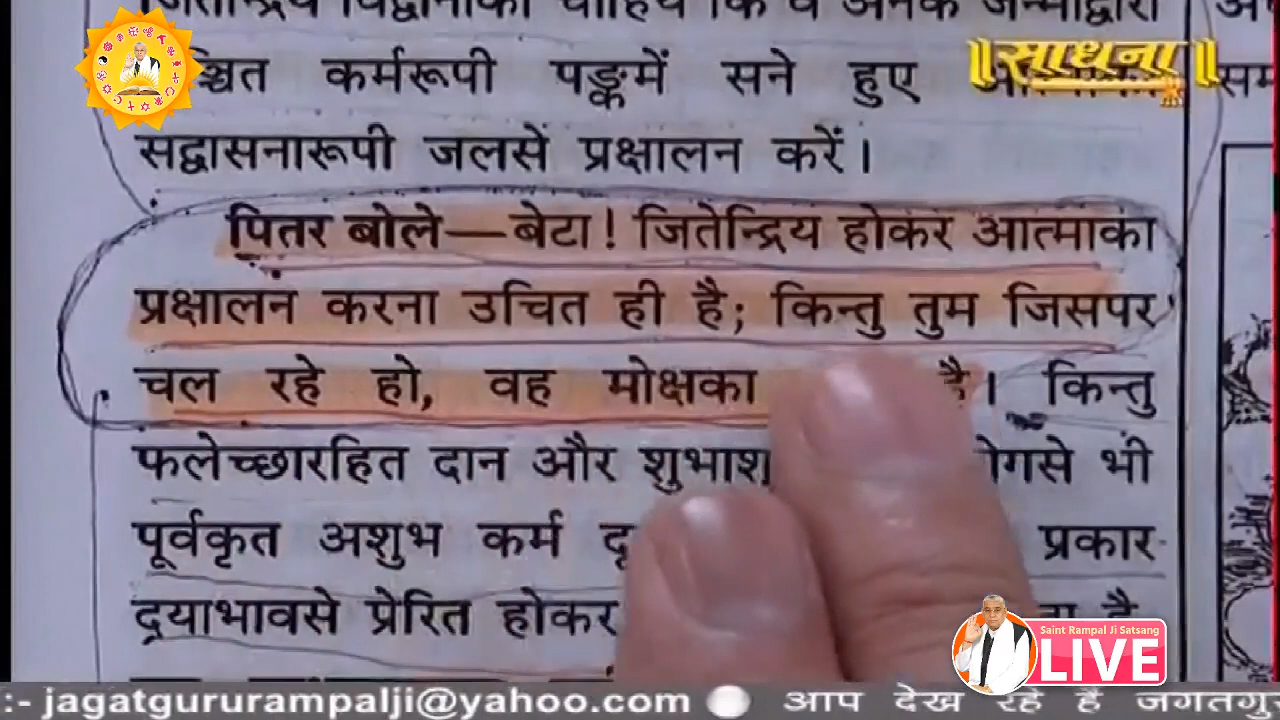 जितेन्द्रिय विद्वानोंको चाहिये कि वे अनेक जन्मोंद्वारा
कर्मरूपी पङ्कमें सने हुए
सद्वासनारूपी जलसे प्रक्षालन करें।
पितर बोले—बेटा! जितेन्द्रिय होकर आत्माका
प्रक्षालन करना उचित ही है; किन्तु तुम जिसपर
चल रहे हो, वह मोक्षका है। किन्तु
फलेच्छारहित दान और भी
पूर्वकृत अशुभ कर्म प्रकार
दयाभावसे प्रेरित होकर है
॥साधना॥
Saint Rampal Ji Satsang
LIVE
:- jagatgururampalji@yahoo.com ● आप देख रहे हैं जगतगु